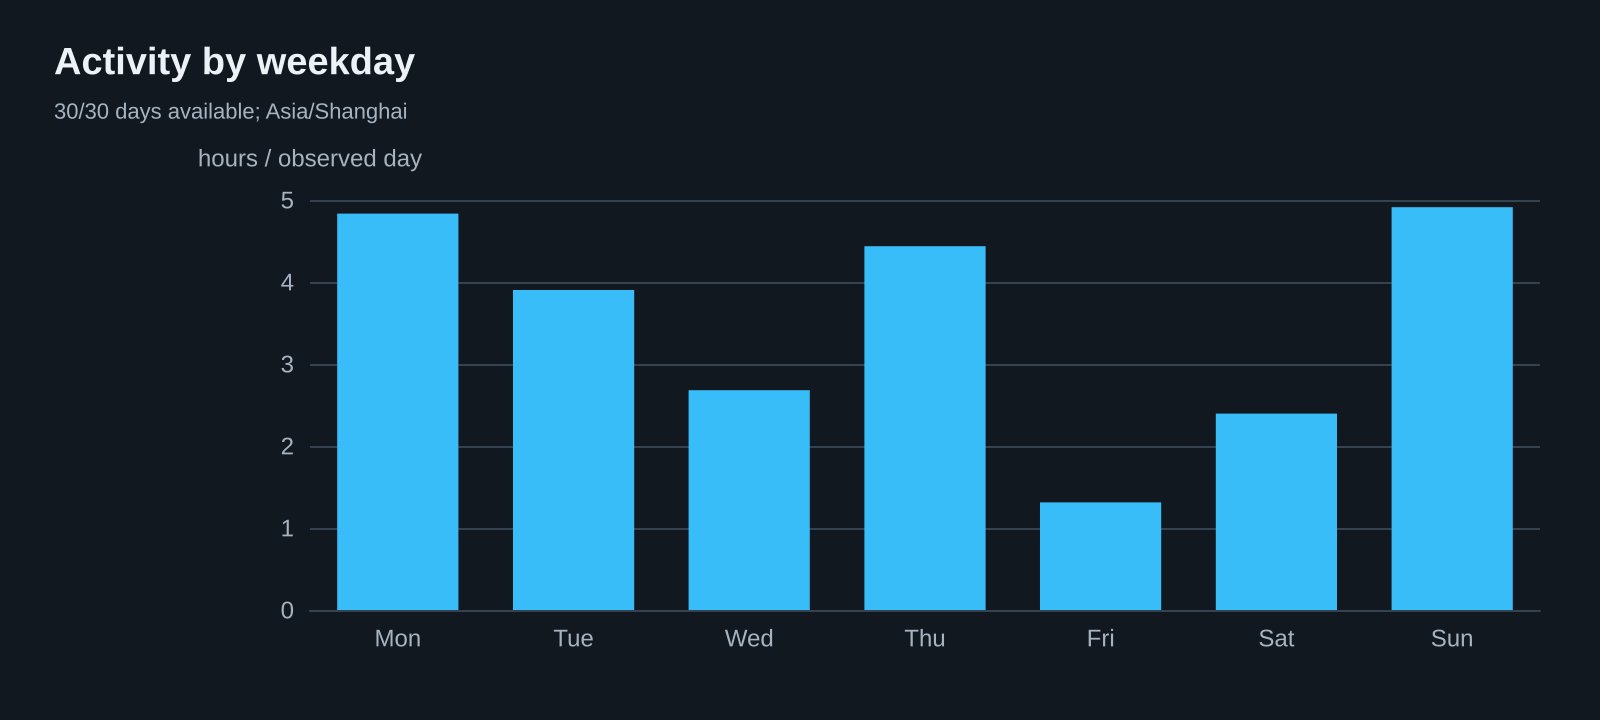 Activity by weekday
30/30 days available; Asia/Shanghai
hours / observed day
5
4
3
2
1
0
Mon Tue Wed Thu Fri Sat Sun